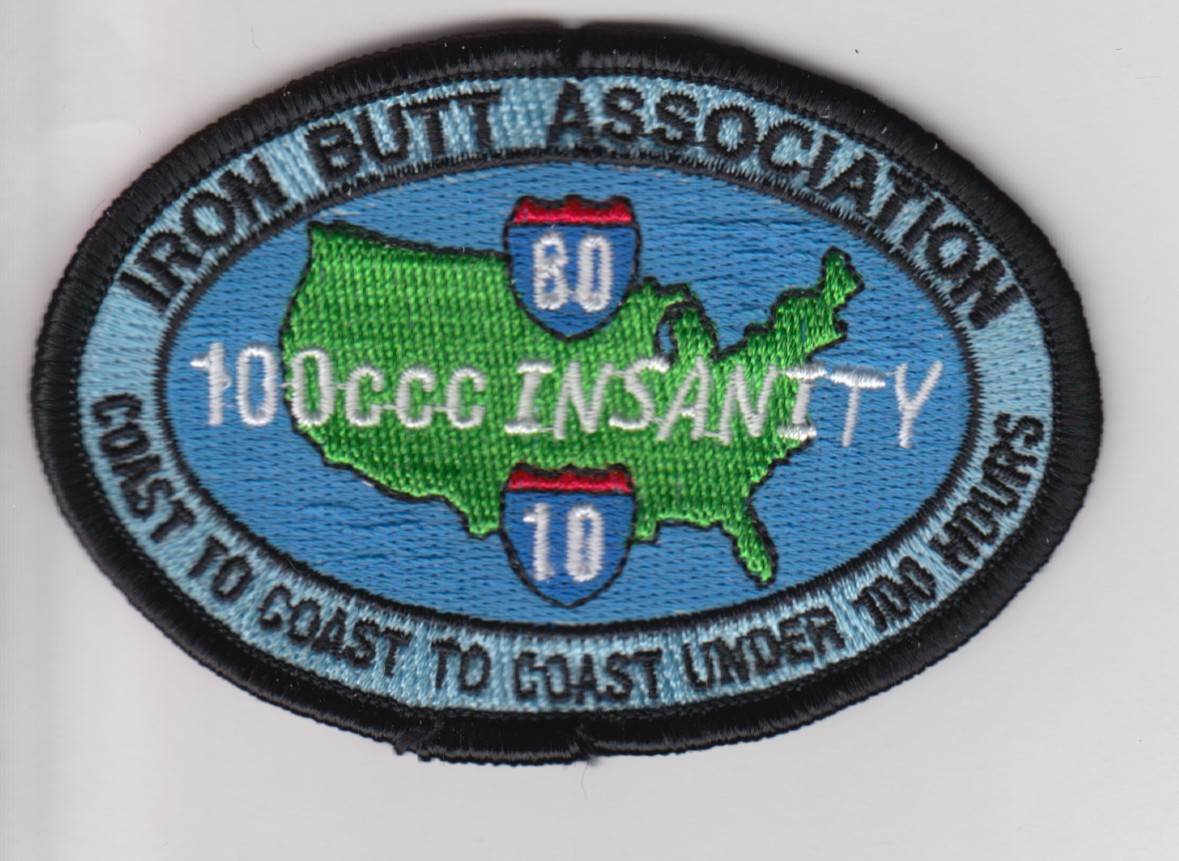 IRON BUTT ASSOCIATION
80
100CCC INSANITY
10
COAST TO COAST TO COAST UNDER 100 HOURS